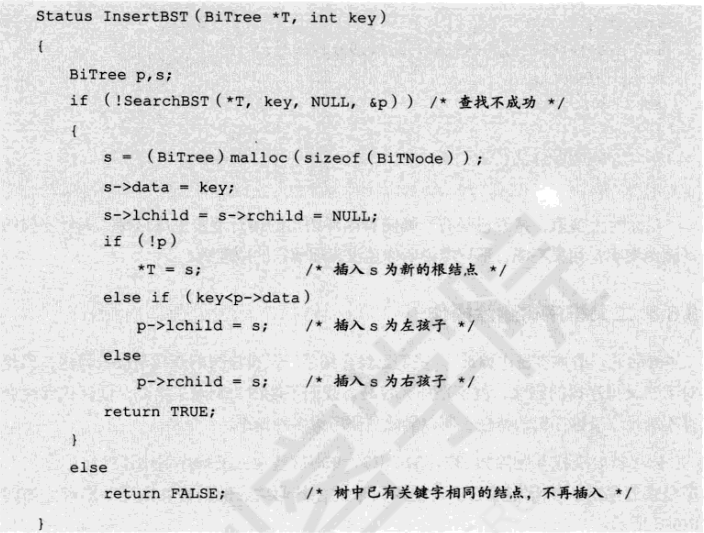 Status InsertBST(BiTree *T, int key)
{
BiTree p,s;
if (!SearchBST(*T, key, NULL, &p)) /* 查找不成功 */
{
s = (BiTree)malloc(sizeof(BiTNode));
s->data = key;
s->lchild = s->rchild = NULL;
if (!p)
*T = s; /* 插入 s 为新的根结点 */
else if (key<p->data)
p->lchild = s; /* 插入 s 为左孩子 */
else
p->rchild = s; /* 插入 s 为右孩子 */
return TRUE;
}
else
return FALSE; /* 树中已有关键字相同的结点，不再插入 */
}